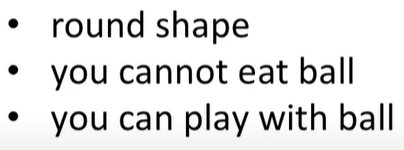 • round shape
• you cannot eat ball
• you can play with ball